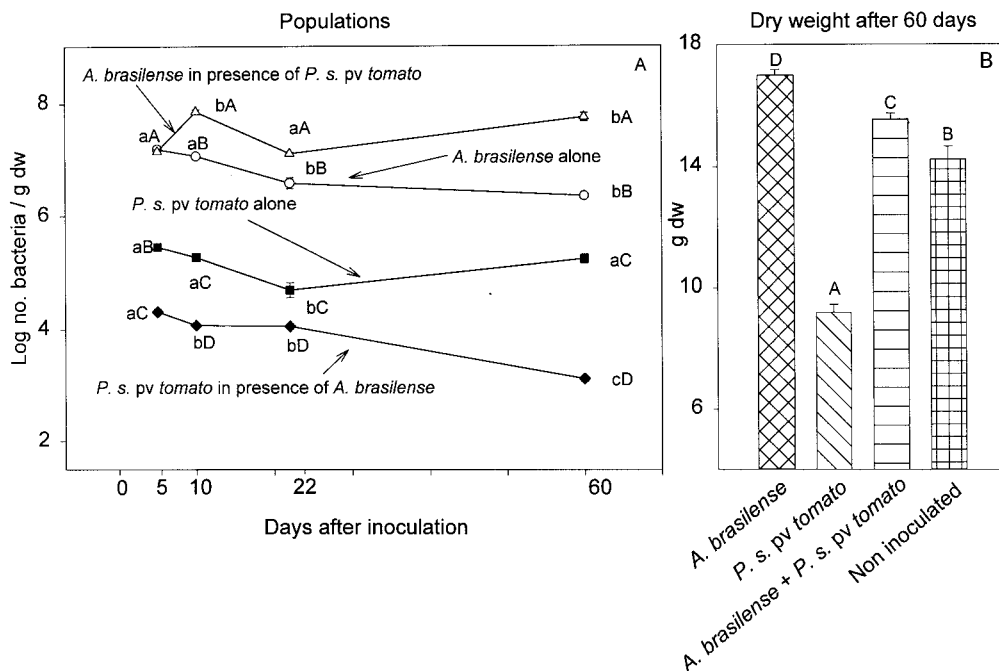 Populations
A
A. brasilense in presence of P. s. pv tomato
8
bA
aA
aB
aA
bA
bB
A. brasilense alone
bB
6
P. s. pv tomato alone
aB
aC
bC
aC
4
aC
bD
bD
cD
P. s. pv tomato in presence of A. brasilense
2
Log no. bacteria / g dw
0 5 10 22 60
Days after inoculation
Dry weight after 60 days
B
18
14
10
6
g dw
D
A
C
B
A. brasilense
P. s. pv tomato
A. brasilense + P. s. pv tomato
Non inoculated